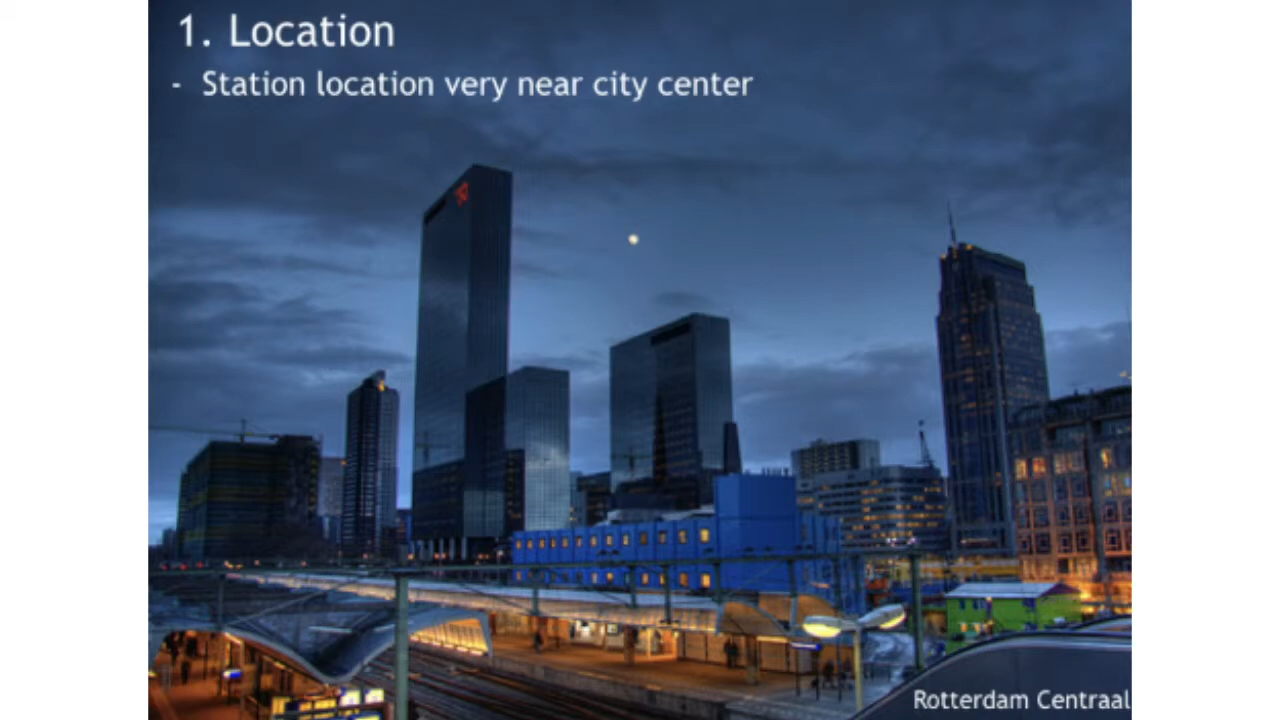 1. Location
- Station location very near city center
Rotterdam Centraal